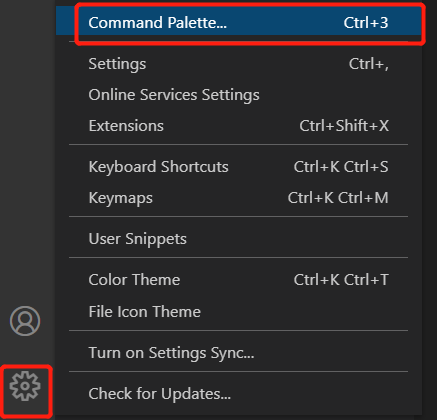 Command Palette... Ctrl+3
Settings Ctrl+,
Online Services Settings
Extensions Ctrl+Shift+X
Keyboard Shortcuts Ctrl+K Ctrl+S
Keymaps Ctrl+K Ctrl+M
User Snippets
Color Theme Ctrl+K Ctrl+T
File Icon Theme
Turn on Settings Sync...
Check for Updates...